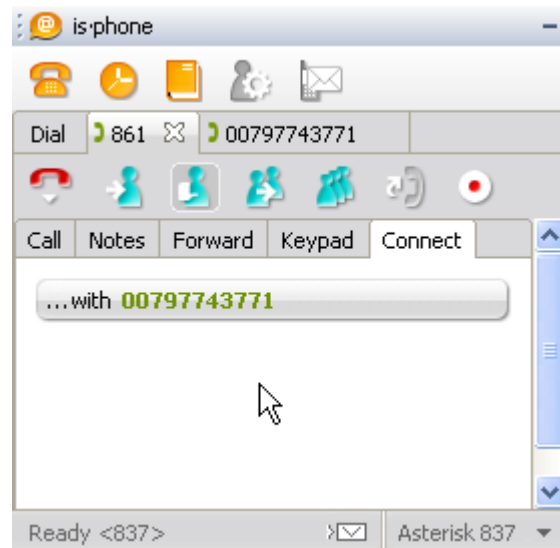 is·phone
Dial 861 00797743771
Call Notes Forward Keypad Connect
...with 00797743771
Ready <837> Asterisk 837